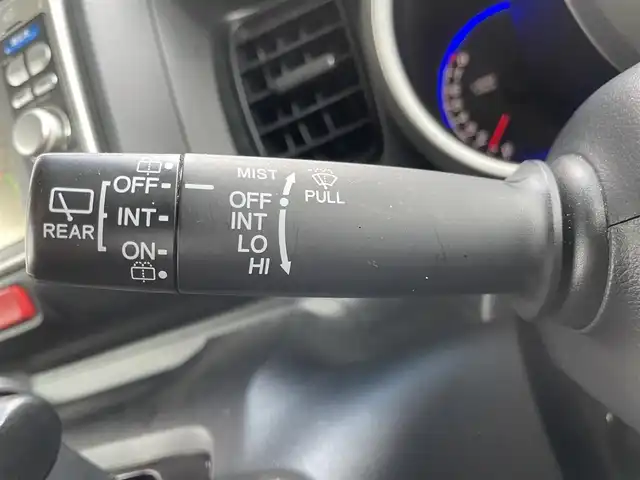 OFF
INT
ON
REAR
MIST
OFF
INT
LO
HI
PULL